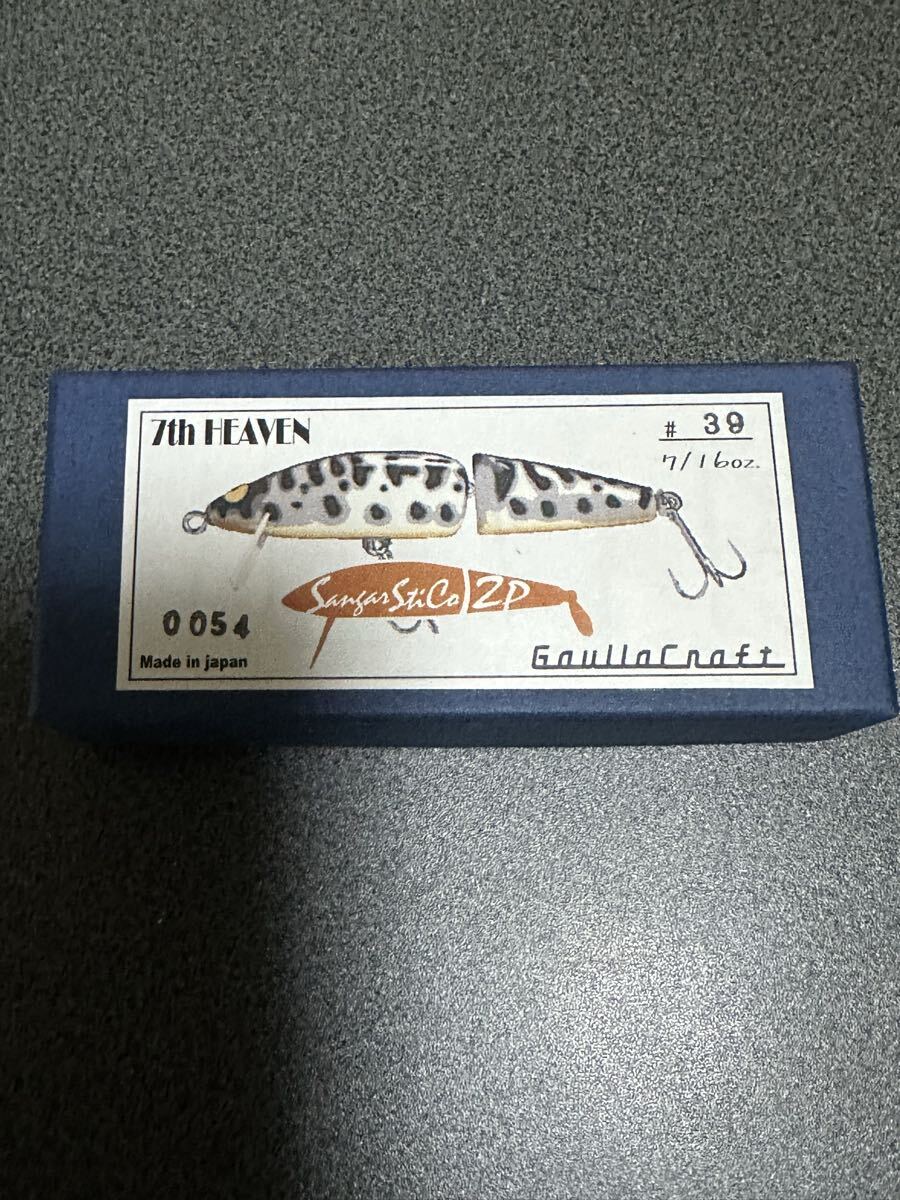 7th HEAVEN
# 39
7/16oz.
SangarStiCo 2P
0054
Made in japan
GaullaCraft